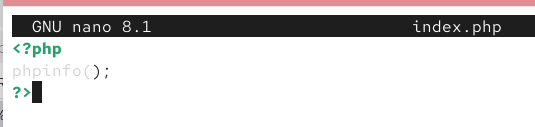 GNU nano 8.1 index.php
<?php
phpinfo();
?>